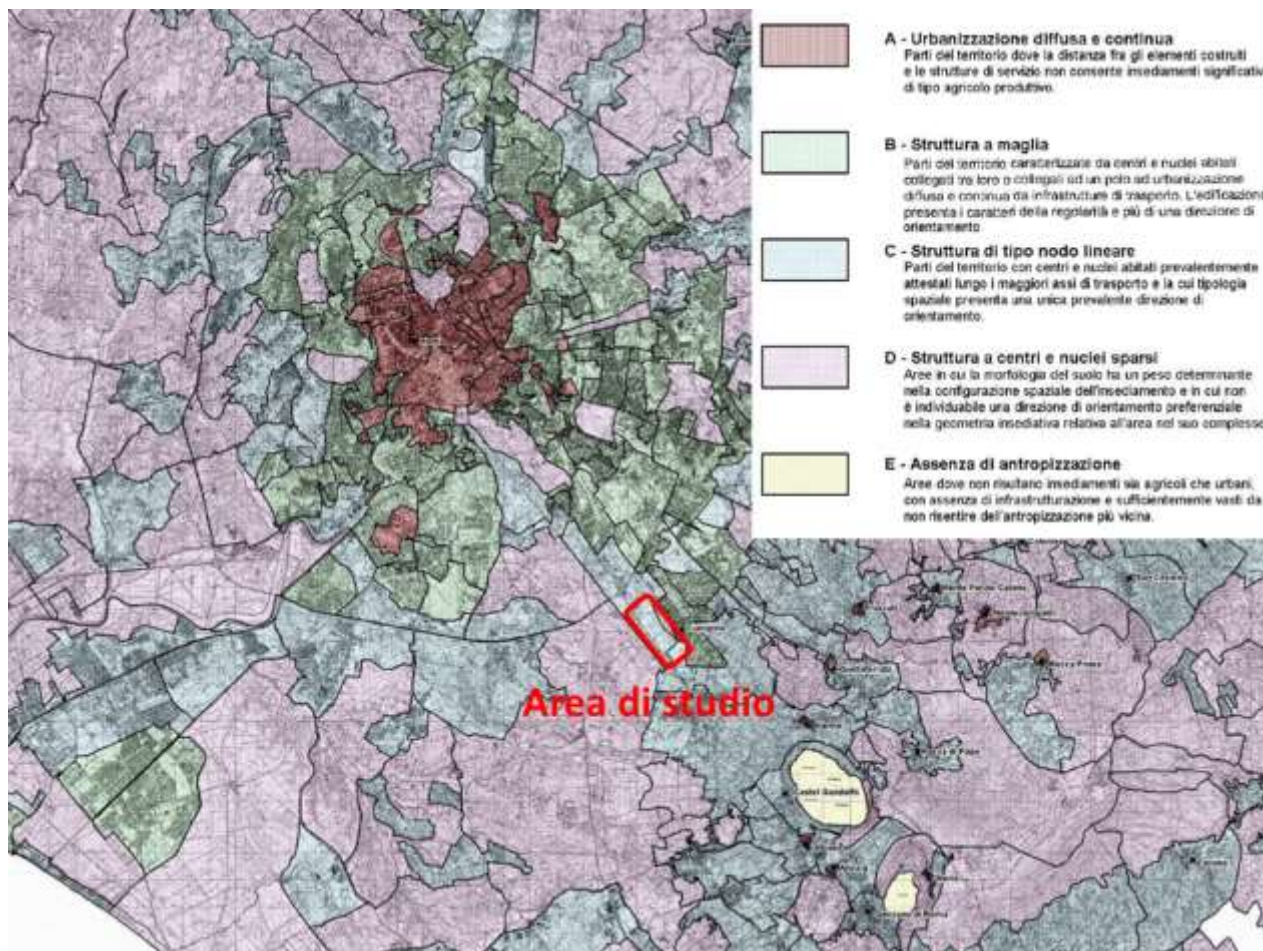 A - Urbanizzazione diffusa e continua
Parti del territorio dove la distanza fra gli elementi costruiti
e le strutture di servizio non consente insediamenti significativ
di tipo agricolo produttivo.
B - Struttura a maglia
Parti del territorio caratterizzate da centri e nuclei abitati
collegati tra loro o collegati ad un polo ad urbanizzazione
diffusa e continua da infrastrutture di trasporto. L'edificazione
presenta i caratteri della regolarità e più di una direzione di
orientamento
C - Struttura di tipo nodo lineare
Parti del territorio con centri e nuclei abitati prevalentemente
attestati lungo i maggiori assi di trasporto e la cui tipologia
spaziale presenta una unica prevalente direzione di
orientamento.
D - Struttura a centri e nuclei sparsi
Aree in cui la morfologia del suolo ha un peso determinante
nella configurazione spaziale dell'insediamento e in cui non
è individuabile una direzione di orientamento preferenziale
nella geometria insediativa relativa all'area nel suo complesso
E - Assenza di antropizzazione
Aree dove non risultano insediamenti sia agricoli che urbani,
con assenza di infrastrutturazione e sufficientemente vasti da
non risentire dell'antropizzazione più vicina.
Rocca Priora
Area di studio
Rocca di Papa
Castel Gandolfo